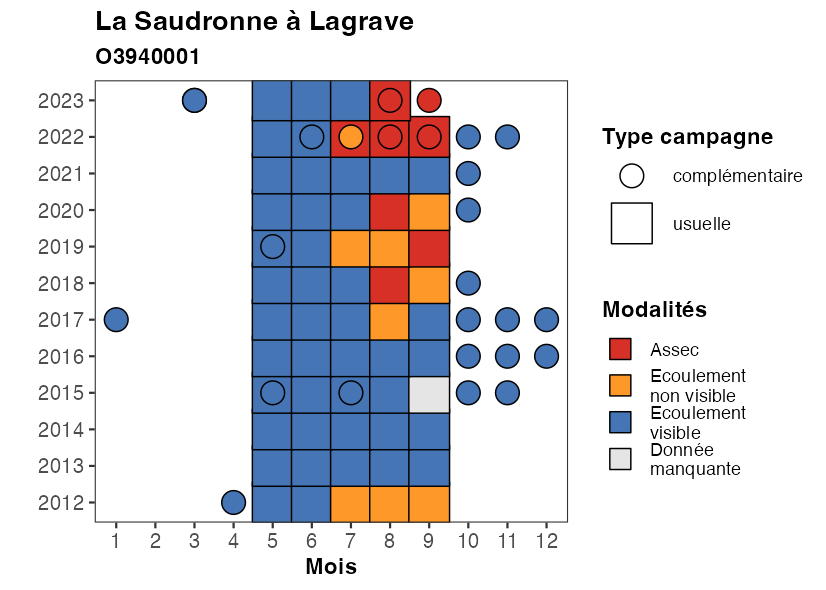 La Saudronne à Lagrave
O3940001
2023
2022
2021
2020
2019
2018
2017
2016
2015
2014
2013
2012
1 2 3 4 5 6 7 8 9 10 11 12
Mois
Type campagne
complémentaire
usuelle
Modalités
Assec
Ecoulement
non visible
Ecoulement
visible
Donnée
manquante